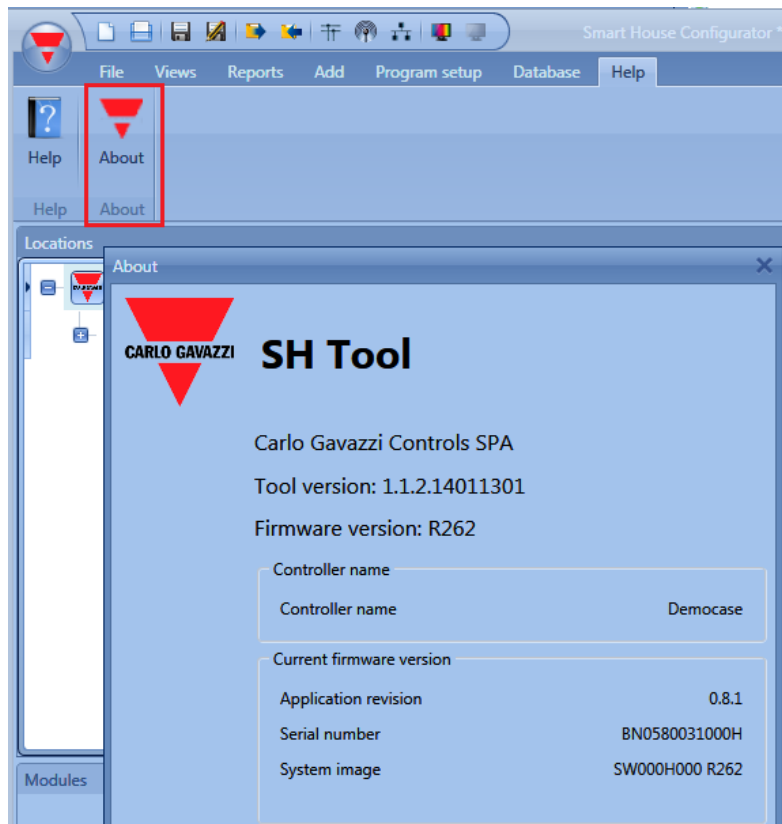 Smart House Configurator
File Views Reports Add Program setup Database Help
?
Help About
Help About
Locations
About
CARLO GAVAZZI
SH Tool
Carlo Gavazzi Controls SPA
Tool version: 1.1.2.14011301
Firmware version: R262
Controller name
Controller name Democase
Current firmware version
Application revision 0.8.1
Serial number BN0580031000H
System image SW000H000 R262
Modules